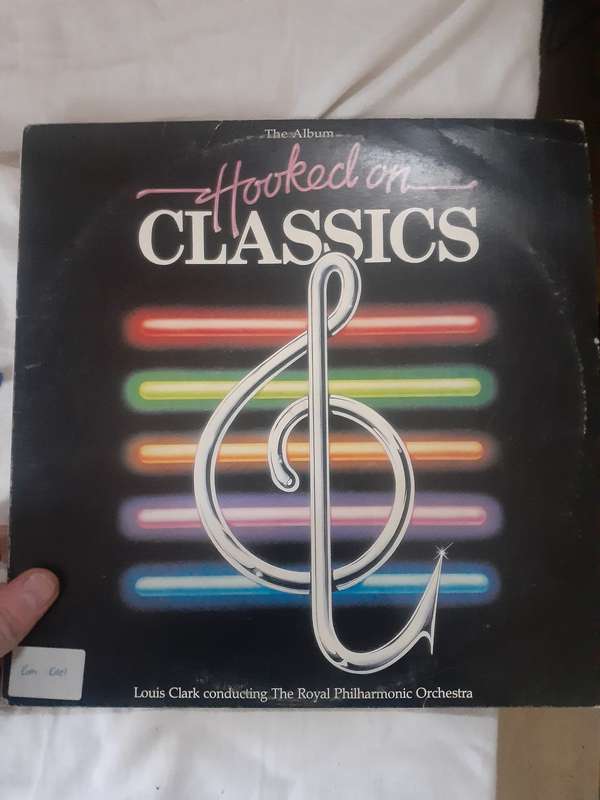 The Album
Hooked on
CLASSICS
Louis Clark conducting The Royal Philharmonic Orchestra